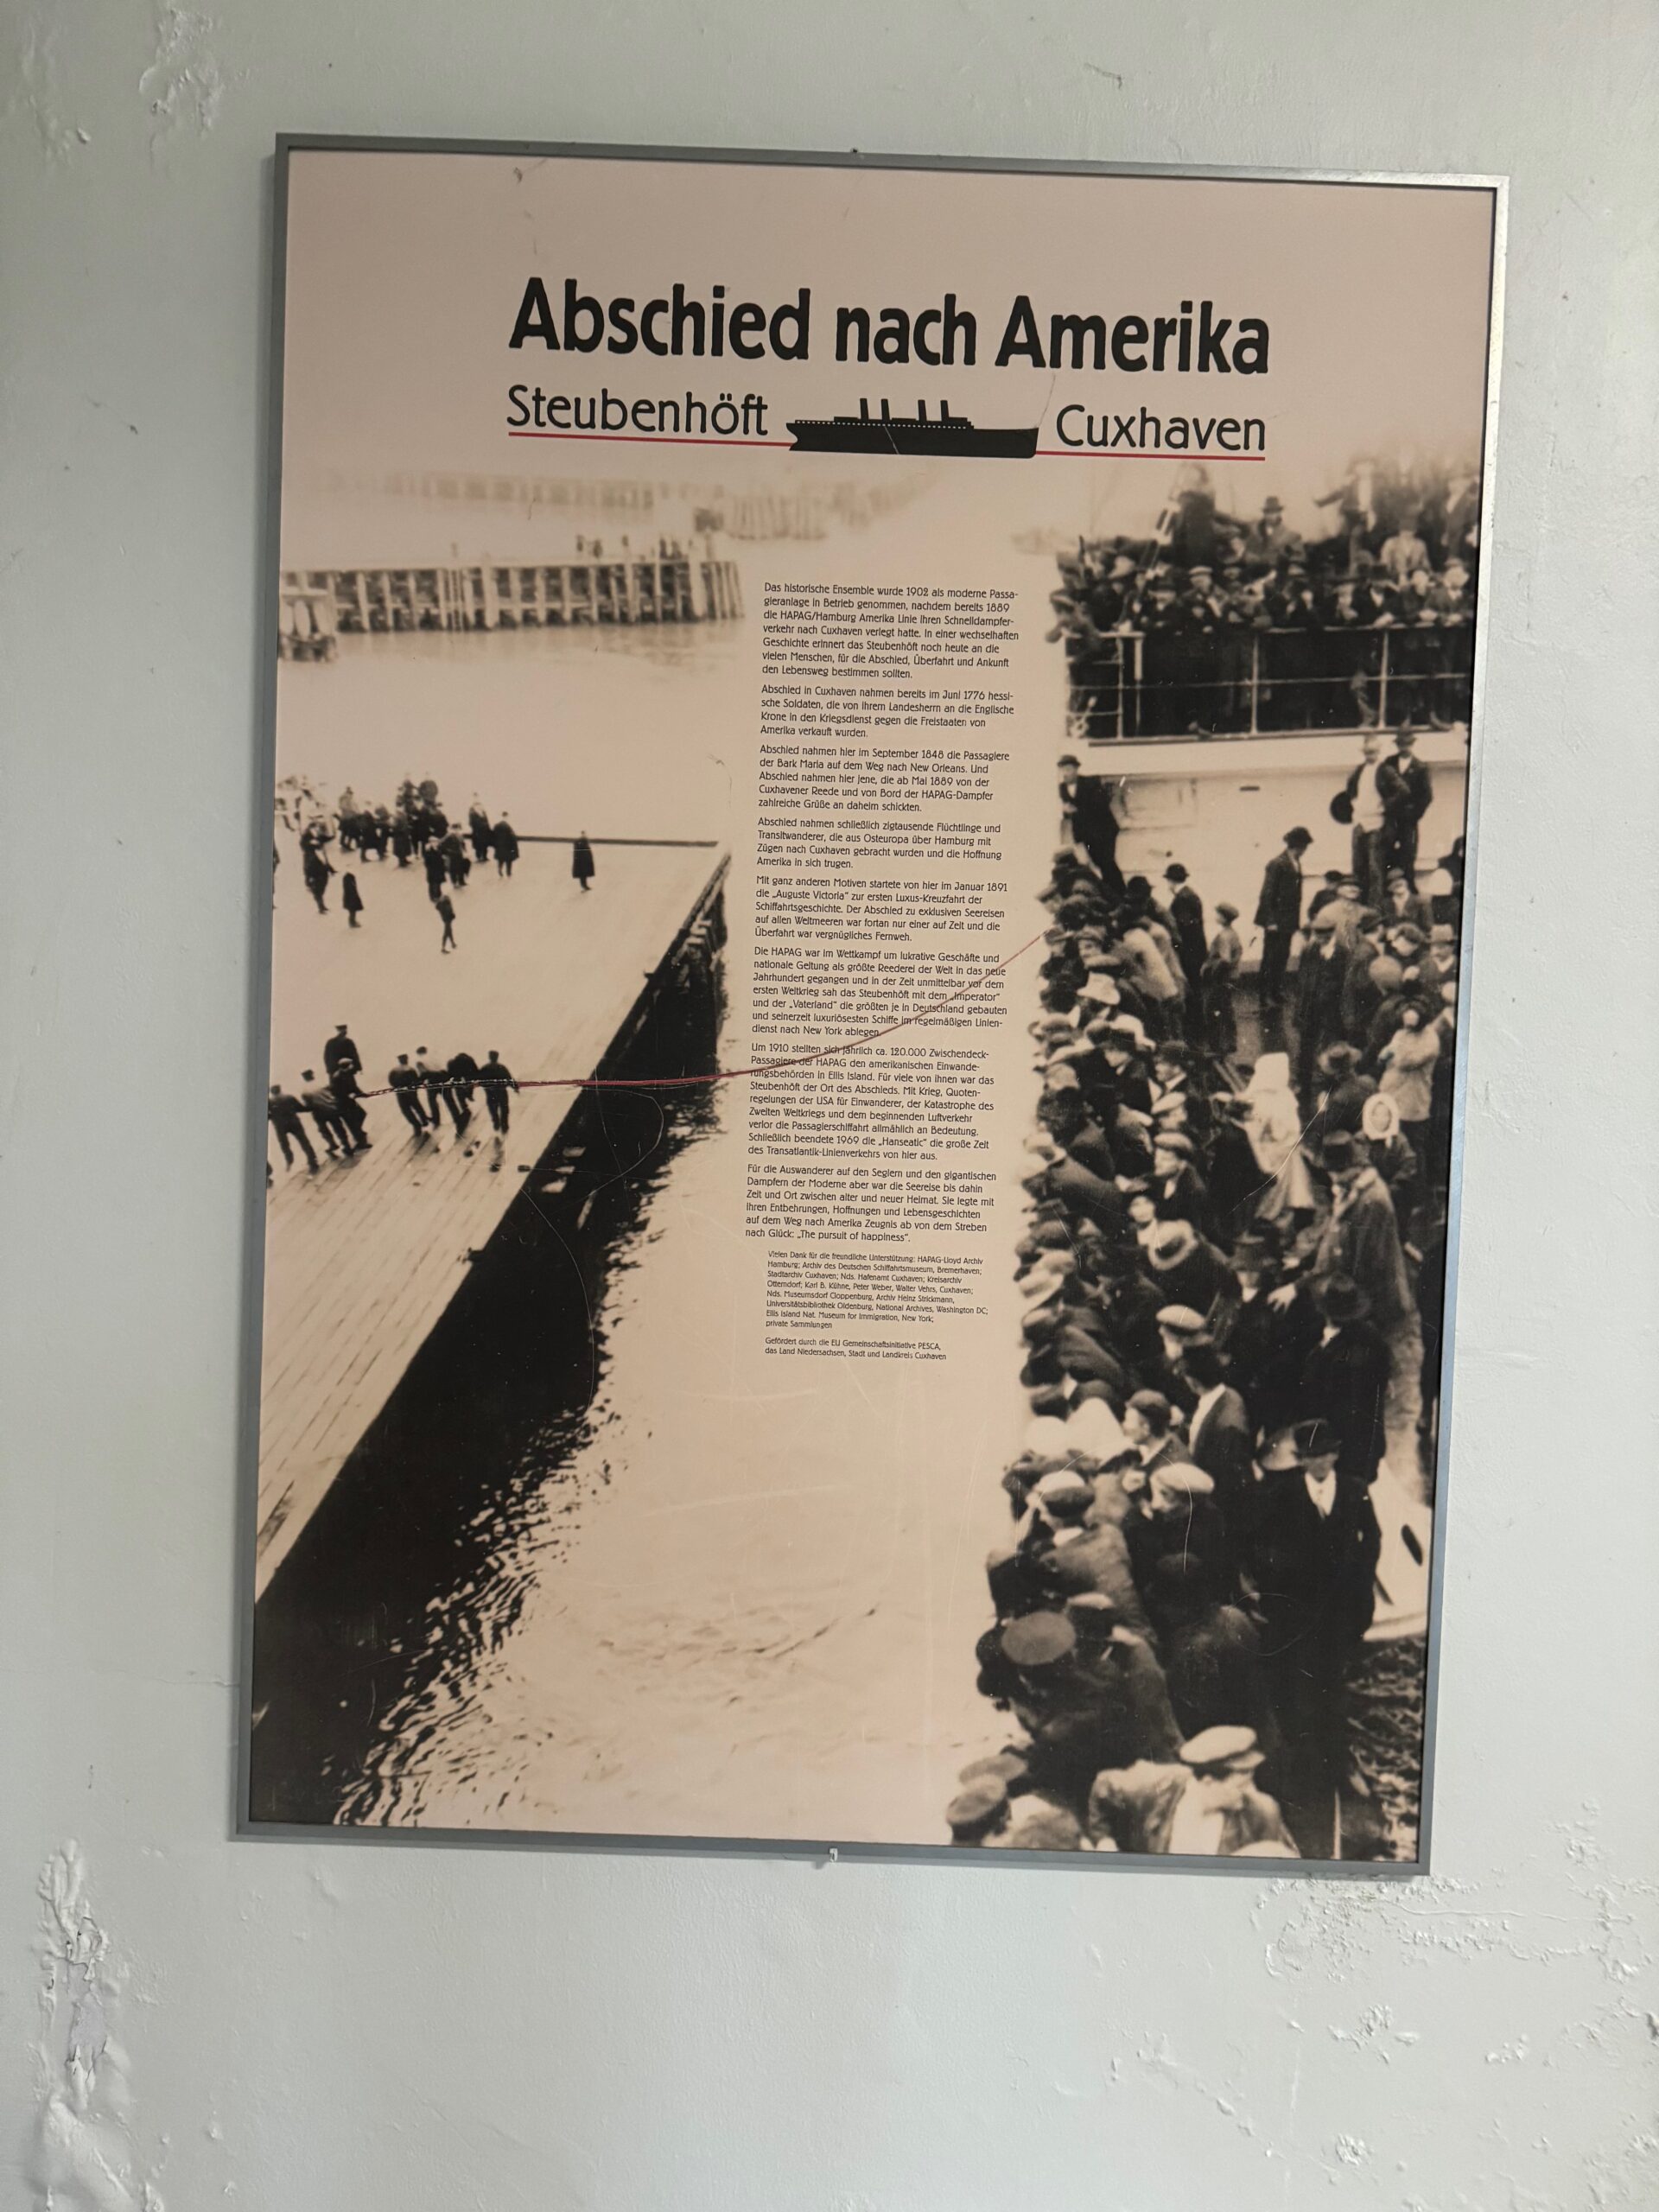 Abschied nach Amerika
Steubenhöft Cuxhaven
Das historische Ensemble wurde 1902 als moderne Passa-
gieranlage in Betrieb genommen, nachdem bereits 1889
die HAPAG/Hamburg Amerika Linie ihren Schnelldampfer-
verkehr nach Cuxhaven verlegt hatte. In einer wechselhaften
Geschichte erinnert das Steubenhöft noch heute an die
vielen Menschen, für die Abschied, Überfahrt und Ankunft
den Lebensweg bestimmen sollten.
Abschied in Cuxhaven nahmen bereits im Juni 1776 hessi-
sche Soldaten, die von ihrem Landesherrn an die Englische
Krone in den Kriegsdienst gegen die Freistaaten von
Amerika verkauft wurden.
Abschied nahmen hier im September 1848 die Passagiere
der Bark Maria auf dem Weg nach New Orleans. Und
Abschied nahmen hier jene, die ab Mai 1889 von der
Cuxhavener Reede und von Bord der HAPAG-Dampfer
zahlreiche Grüße an daheim schickten.
Abschied nahmen schließlich zigtausende Flüchtlinge und
Transitwanderer, die aus Osteuropa über Hamburg mit
Zügen nach Cuxhaven gebracht wurden und die Hoffnung
Amerika in sich trugen.
Mit ganz anderen Motiven startete von hier im Januar 1891
die „Auguste Victoria“ zur ersten Luxus-Kreuzfahrt der
Schiffahrtsgeschichte. Der Abschied zu exklusiven Seereisen
auf allen Weltmeeren war fortan nur einer auf Zeit und die
Überfahrt war vergnügliches Fernweh.
Die HAPAG war im Wettkampf um lukrative Geschäfte und
nationale Geltung als größte Reederei der Welt in das neue
Jahrhundert gegangen und in der Zeit unmittelbar vor dem
ersten Weltkrieg sah das Steubenhöft mit dem „Imperator“
und der „Vaterland“ die größten je in Deutschland gebauten
und seinerzeit luxuriösesten Schiffe im regelmäßigen Linien-
dienst nach New York ablegen.
Um 1910 stellten sich jährlich ca. 120.000 Zwischendeck-
Passagiere der HAPAG den amerikanischen Einwande-
rungsbehörden in Ellis Island. Für viele von ihnen war das
Steubenhöft der Ort des Abschieds. Mit Krieg, Quoten-
regelungen der USA für Einwanderer, der Katastrophe des
Zweiten Weltkriegs und dem beginnenden Luftverkehr
verlor die Passagierschiffahrt allmählich an Bedeutung.
Schließlich beendete 1969 die „Hanseatic“ die große Zeit
des Transatlantik-Linienverkehrs von hier aus.
Für die Auswanderer auf den Seglern und den gigantischen
Dampfern der Moderne aber war die Seereise bis dahin
Zeit und Ort zwischen alter und neuer Heimat. Sie legte mit
ihren Entbehrungen, Hoffnungen und Lebensgeschichten
auf dem Weg nach Amerika Zeugnis ab von dem Streben
nach Glück: „The pursuit of happiness“.
Vielen Dank für die freundliche Unterstützung: HAPAG-Lloyd Archiv
Hamburg; Archiv des Deutschen Schiffahrtsmuseum, Bremerhaven;
Stadtarchiv Cuxhaven; Nds. Hafenamt Cuxhaven; Kreisarchiv
Otterndorf; Karl B. Kühne, Peter Weber, Walter Vehrs, Cuxhaven;
Nds. Museumsdorf Cloppenburg, Archiv Heinz Strickmann,
Universitätsbibliothek Oldenburg, National Archives, Washington DC;
Ellis Island Nat. Museum for Immigration, New York;
private Sammlungen
Gefördert durch die EU Gemeinschaftsinitiative PESCA,
das Land Niedersachsen, Stadt und Landkreis Cuxhaven